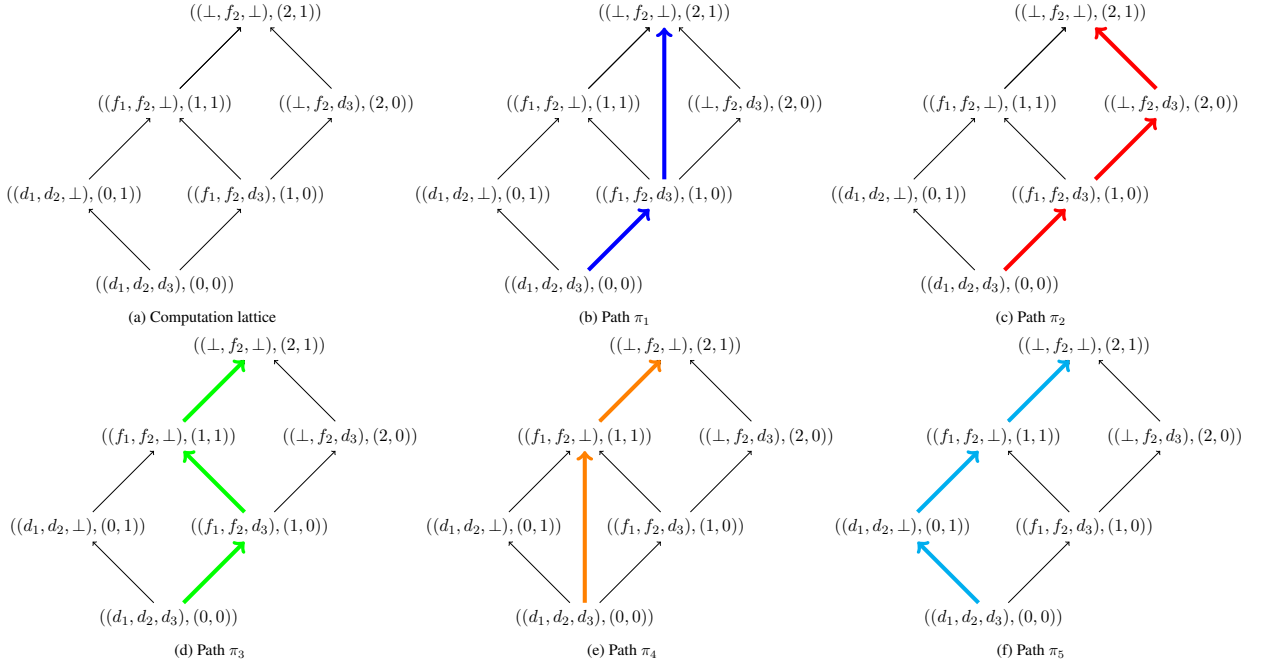 ((⊥, f₂, ⊥), (2, 1))
((f₁, f₂, ⊥), (1, 1)) ((⊥, f₂, d₃), (2, 0))
((d₁, d₂, ⊥), (0, 1)) ((f₁, f₂, d₃), (1, 0))
((d₁, d₂, d₃), (0, 0))
(a) Computation lattice
((⊥, f₂, ⊥), (2, 1))
((f₁, f₂, ⊥), (1, 1)) ((⊥, f₂, d₃), (2, 0))
((d₁, d₂, ⊥), (0, 1)) ((f₁, f₂, d₃), (1, 0))
((d₁, d₂, d₃), (0, 0))
(b) Path π₁
((⊥, f₂, ⊥), (2, 1))
((f₁, f₂, ⊥), (1, 1)) ((⊥, f₂, d₃), (2, 0))
((d₁, d₂, ⊥), (0, 1)) ((f₁, f₂, d₃), (1, 0))
((d₁, d₂, d₃), (0, 0))
(c) Path π₂
((⊥, f₂, ⊥), (2, 1))
((f₁, f₂, ⊥), (1, 1)) ((⊥, f₂, d₃), (2, 0))
((d₁, d₂, ⊥), (0, 1)) ((f₁, f₂, d₃), (1, 0))
((d₁, d₂, d₃), (0, 0))
(d) Path π₃
((⊥, f₂, ⊥), (2, 1))
((f₁, f₂, ⊥), (1, 1)) ((⊥, f₂, d₃), (2, 0))
((d₁, d₂, ⊥), (0, 1)) ((f₁, f₂, d₃), (1, 0))
((d₁, d₂, d₃), (0, 0))
(e) Path π₄
((⊥, f₂, ⊥), (2, 1))
((f₁, f₂, ⊥), (1, 1)) ((⊥, f₂, d₃), (2, 0))
((d₁, d₂, ⊥), (0, 1)) ((f₁, f₂, d₃), (1, 0))
((d₁, d₂, d₃), (0, 0))
(f) Path π₅